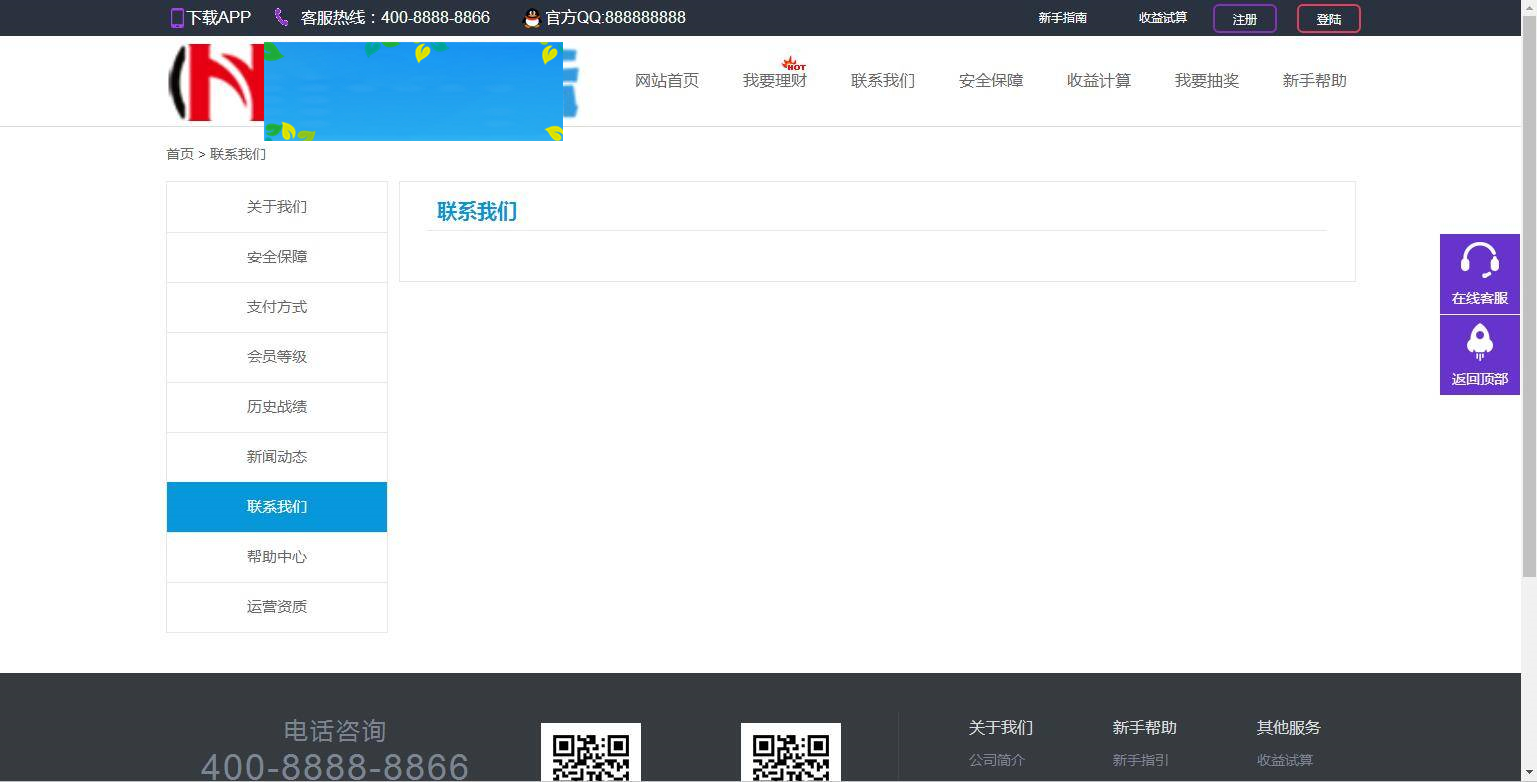 下载APP 客服热线：400-8888-8866 官方QQ:888888888 新手指南 收益试算 注册 登陆
HOT
网站首页 我要理财 联系我们 安全保障 收益计算 我要抽奖 新手帮助
首页 > 联系我们
关于我们
安全保障
支付方式
会员等级
历史战绩
新闻动态
联系我们
帮助中心
运营资质
联系我们
在线客服
返回顶部
电话咨询
400-8888-8866
关于我们 新手帮助 其他服务
公司简介 新手指引 收益试算